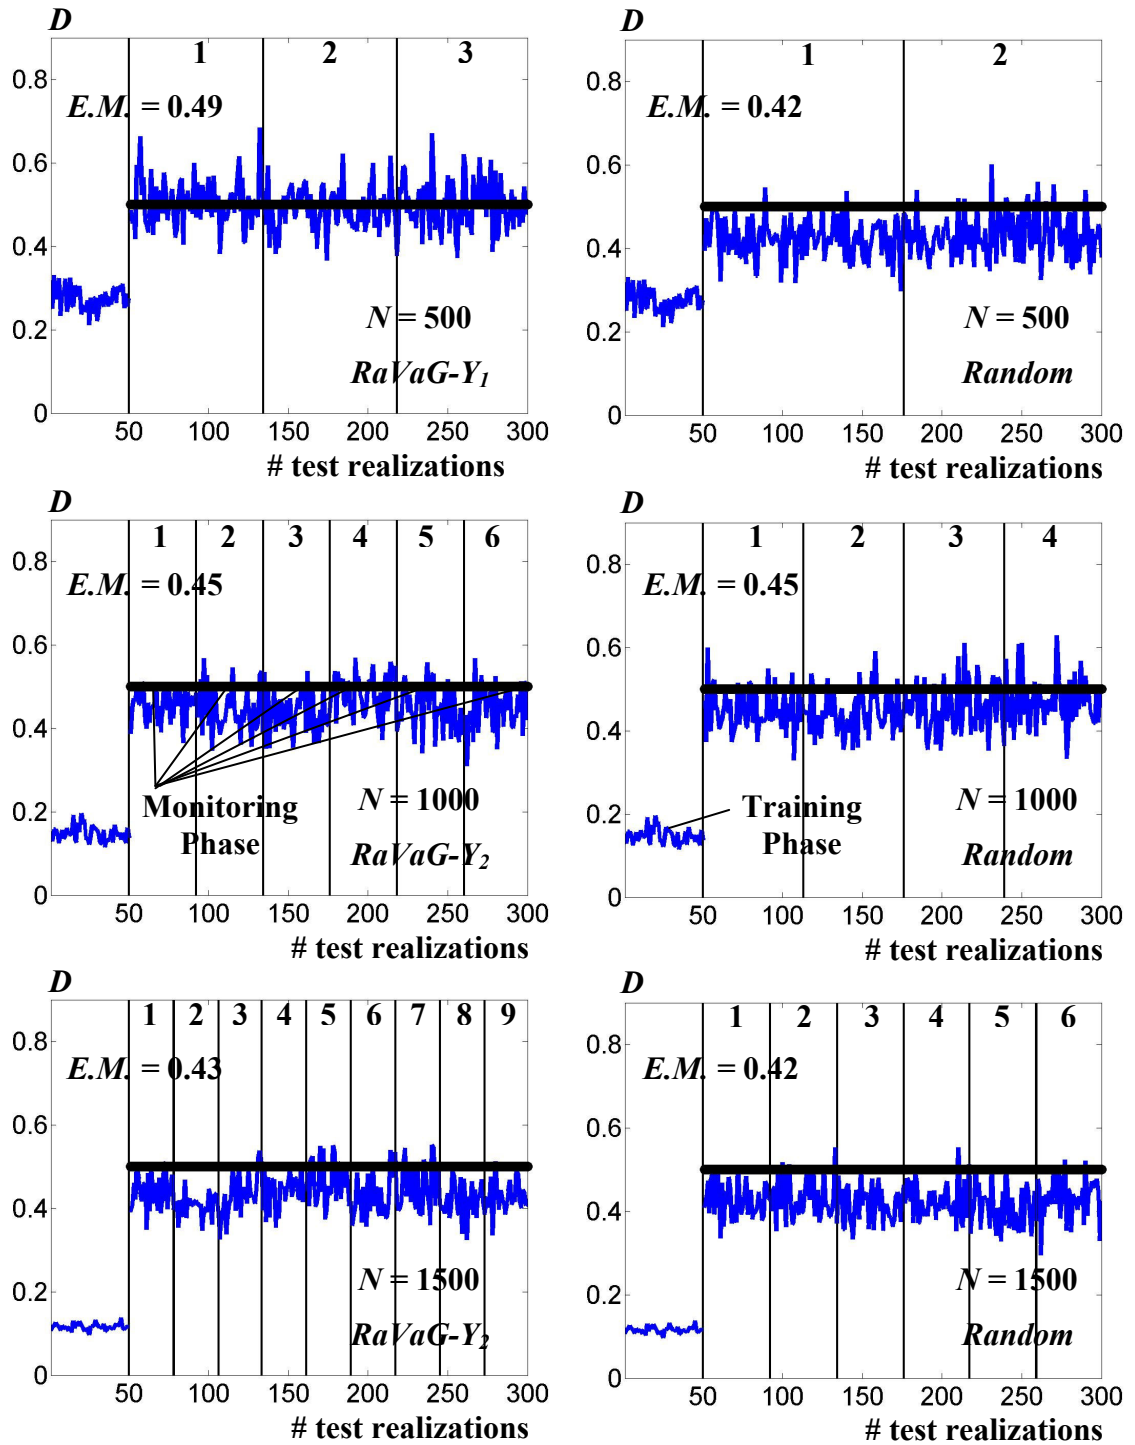 D
1 2 3
E.M. = 0.49
0.8
0.6
0.4
0.2
0
N = 500
RaVaG-Y1
50 100 150 200 250 300
# test realizations
D
1 2
E.M. = 0.42
0.8
0.6
0.4
0.2
0
N = 500
Random
50 100 150 200 250 300
# test realizations
D
1 2 3 4 5 6
E.M. = 0.45
0.8
0.6
0.4
0.2
0
Monitoring
Phase
N = 1000
RaVaG-Y2
50 100 150 200 250 300
# test realizations
D
1 2 3 4
E.M. = 0.45
0.8
0.6
0.4
0.2
0
Training
Phase
N = 1000
Random
50 100 150 200 250 300
# test realizations
D
1 2 3 4 5 6 7 8 9
E.M. = 0.43
0.8
0.6
0.4
0.2
0
N = 1500
RaVaG-Y2
50 100 150 200 250 300
# test realizations
D
1 2 3 4 5 6
E.M. = 0.42
0.8
0.6
0.4
0.2
0
N = 1500
Random
50 100 150 200 250 300
# test realizations